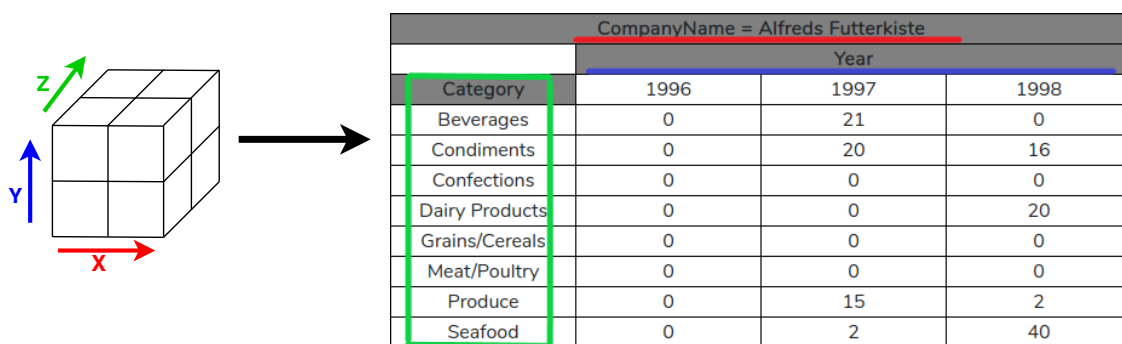 Z
Y
X
CompanyName = Alfreds Futterkiste
Year
Category 1996 1997 1998
Beverages 0 21 0
Condiments 0 20 16
Confections 0 0 0
Dairy Products 0 0 20
Grains/Cereals 0 0 0
Meat/Poultry 0 0 0
Produce 0 15 2
Seafood 0 2 40